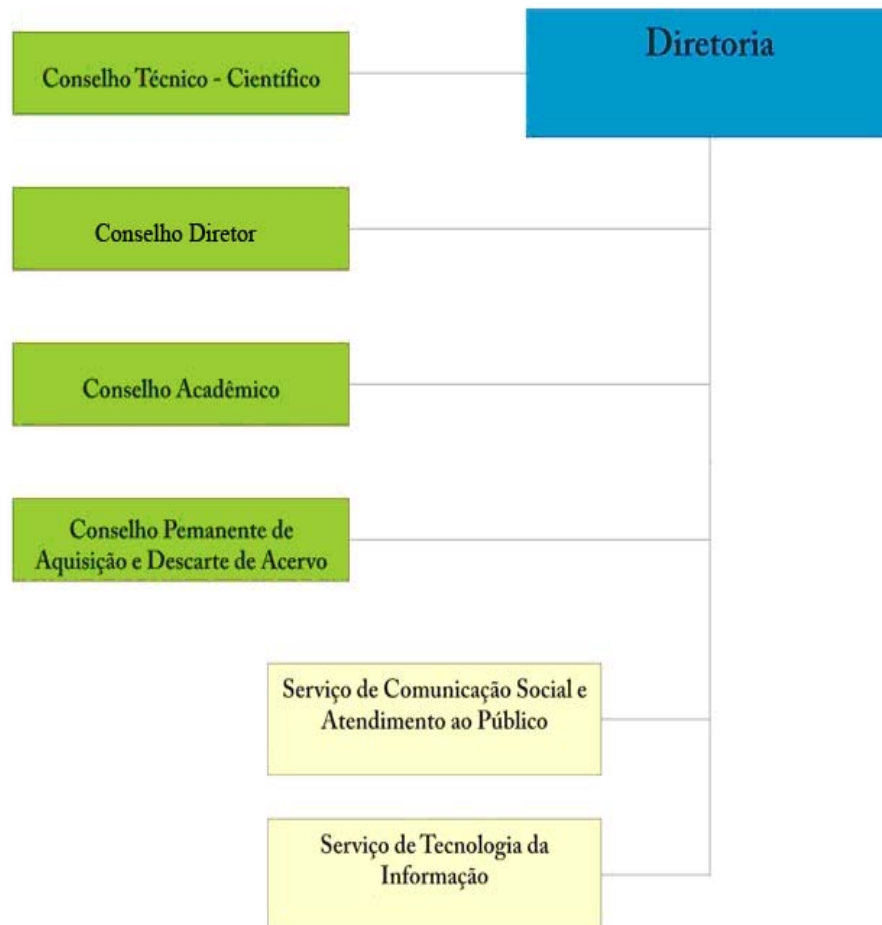 Diretoria
Conselho Técnico - Científico
Conselho Diretor
Conselho Acadêmico
Conselho Pemanente de
Aquisição e Descarte de Acervo
Serviço de Comunicação Social e
Atendimento ao Público
Serviço de Tecnologia da
Informação